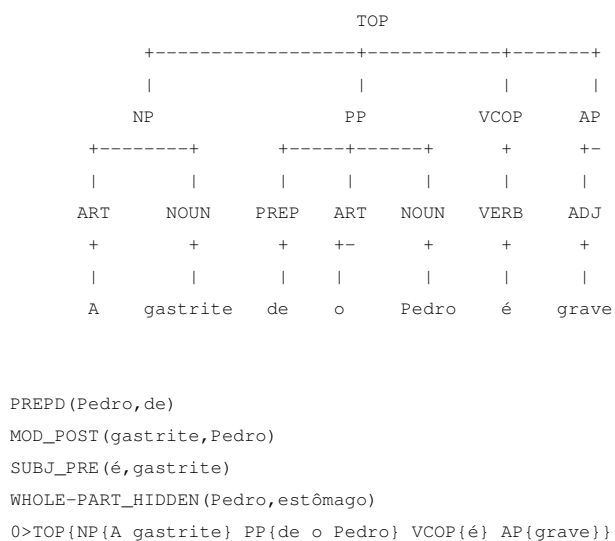 TOP
+------------------+------------+-------+
| | | |
NP PP VCOP AP
+--------+ +-----+------+ + +-
| | | | | | |
ART NOUN PREP ART NOUN VERB ADJ
+ + + +- + + +
| | | | | | |
A gastrite de o Pedro é grave
PREPD(Pedro,de)
MOD_POST(gastrite,Pedro)
SUBJ_PRE(é,gastrite)
WHOLE-PART_HIDDEN(Pedro,estômago)
0>TOP{NP{A gastrite} PP{de o Pedro} VCOP{é} AP{grave}}